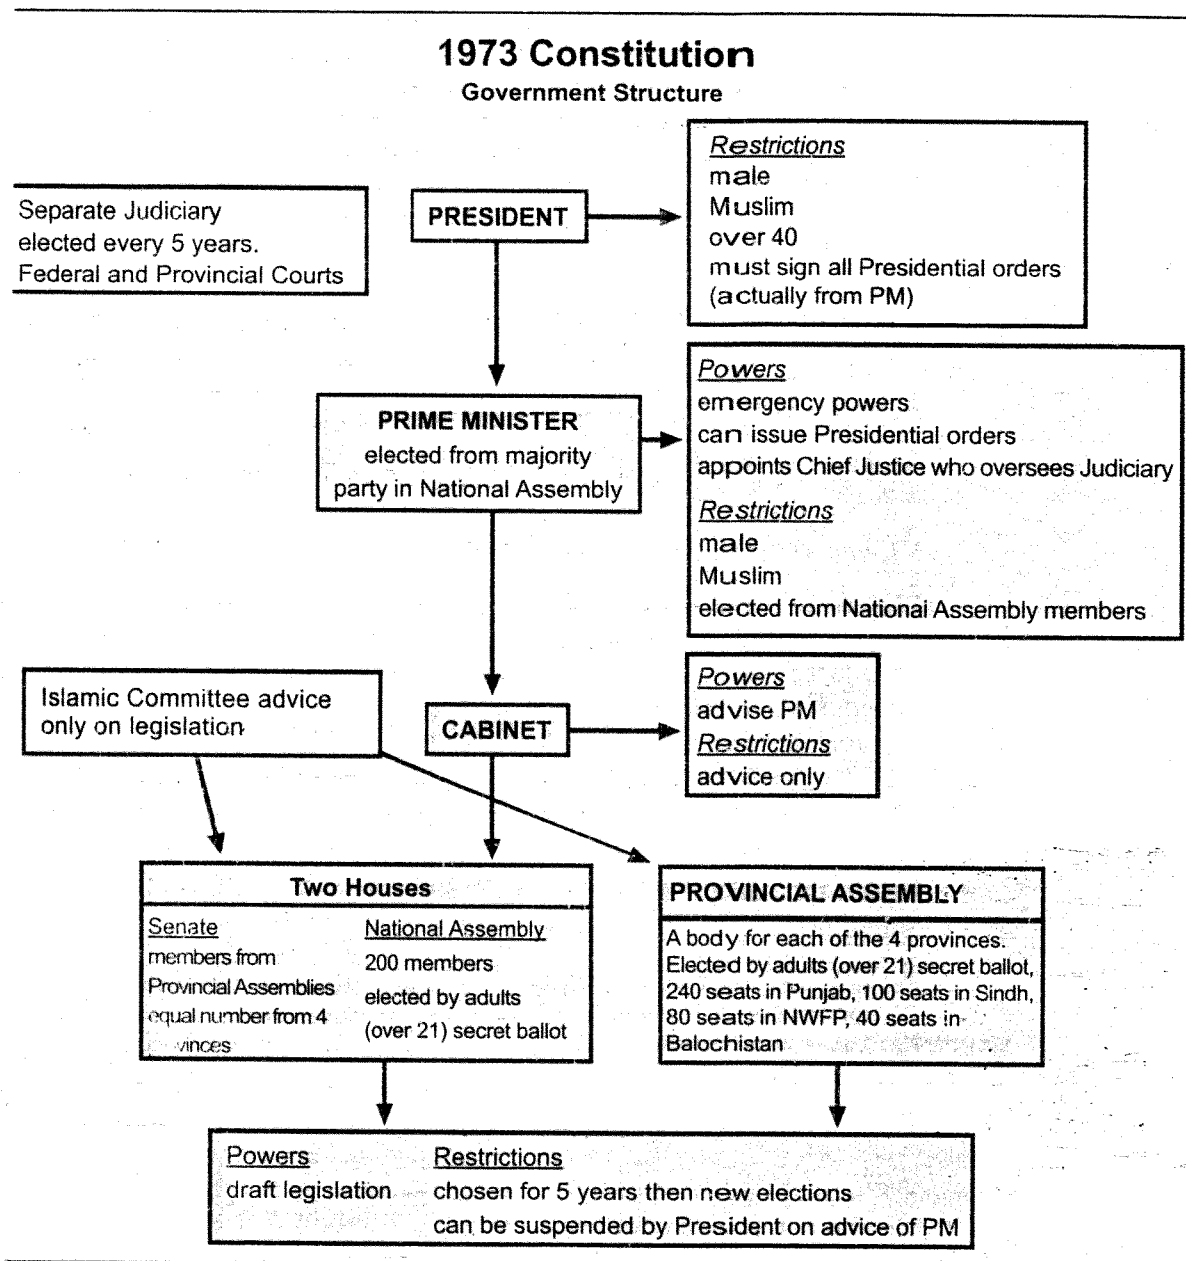 1973 Constitution
Government Structure
Separate Judiciary
elected every 5 years.
Federal and Provincial Courts
PRESIDENT
Restrictions
male
Muslim
over 40
must sign all Presidential orders
(actually from PM)
PRIME MINISTER
elected from majority
party in National Assembly
Powers
emergency powers
can issue Presidential orders
appoints Chief Justice who oversees Judiciary
Restrictions
male
Muslim
elected from National Assembly members
Islamic Committee advice
only on legislation
CABINET
Powers
advise PM
Restrictions
advice only
Two Houses
Senate
members from
Provincial Assemblies
equal number from 4
National Assembly
200 members
elected by adults
(over 21) secret ballot
PROVINCIAL ASSEMBLY
A body for each of the 4 provinces.
Elected by adults (over 21) secret ballot,
240 seats in Punjab, 100 seats in Sindh,
80 seats in NWFP, 40 seats in
Balochistan
Powers
draft legislation
Restrictions
chosen for 5 years then new elections
can be suspended by President on advice of PM